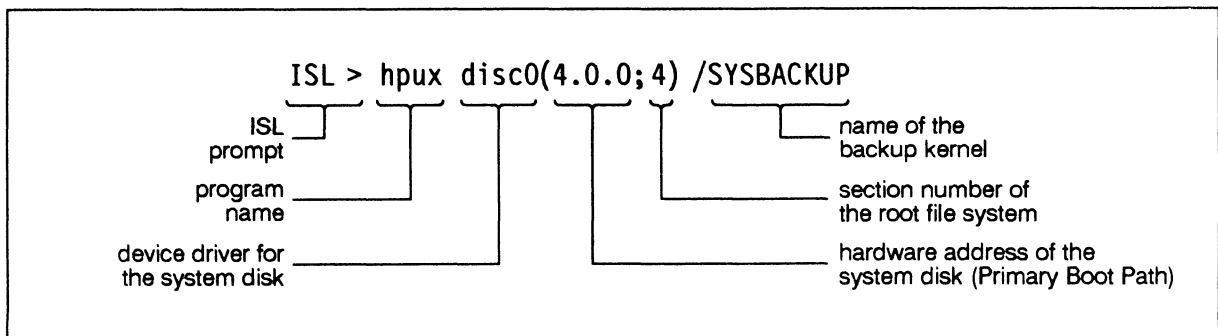 ISL > hpux disc0(4.0.0;4) /SYSBACKUP
ISL
prompt
name of the
backup kernel
program
name
section number of
the root file system
device driver for
the system disk
hardware address of the
system disk (Primary Boot Path)